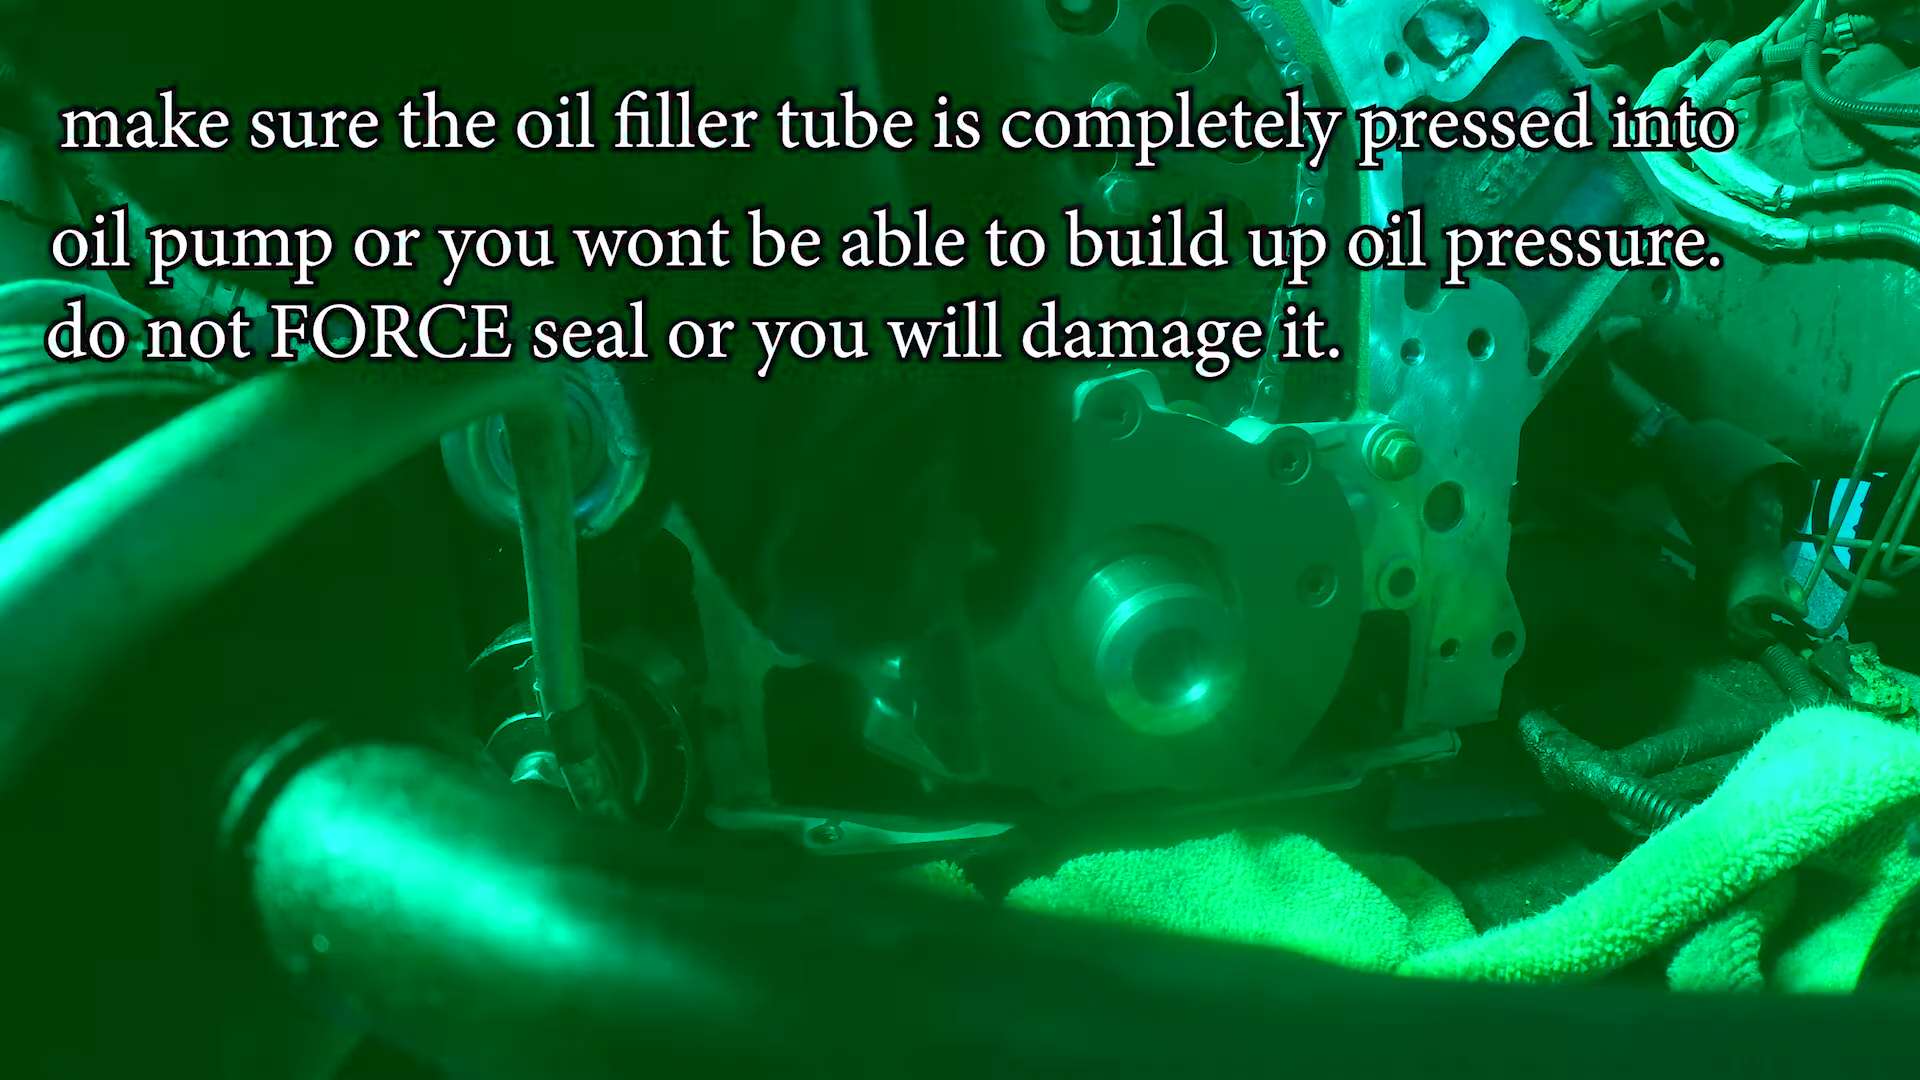 make sure the oil filler tube is completely pressed into
oil pump or you wont be able to build up oil pressure.
do not FORCE seal or you will damage it.